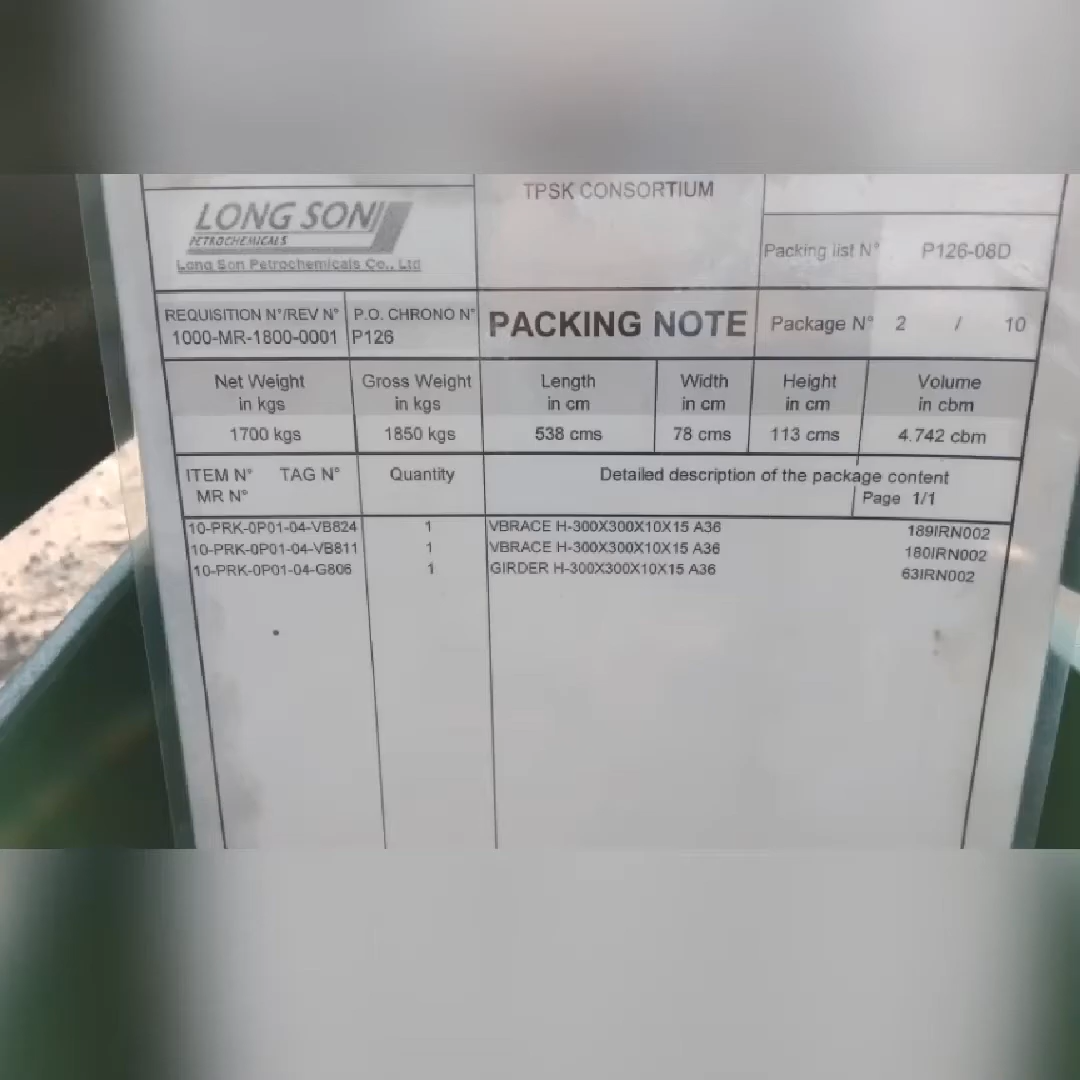 TPSK CONSORTIUM
LONG SON
PETROCHEMICALS
Long Son Petrochemicals Co., Ltd
Packing list N° P126-08D
REQUISITION N°/REV N° P.O. CHRONO N°
1000-MR-1800-0001 P126
PACKING NOTE
Package N° 2 / 10
Net Weight in kgs
Gross Weight in kgs
Length in cm
Width in cm
Height in cm
Volume in cbm
1700 kgs 1850 kgs 538 cms 78 cms 113 cms 4.742 cbm
ITEM N° TAG N° Quantity Detailed description of the package content
MR N° Page 1/1
10-PRK-0P01-04-VB824 1 VBRACE H-300X300X10X15 A36 189IRN002
10-PRK-0P01-04-VB811 1 VBRACE H-300X300X10X15 A36 180IRN002
10-PRK-0P01-04-G806 1 GIRDER H-300X300X10X15 A36 63IRN002